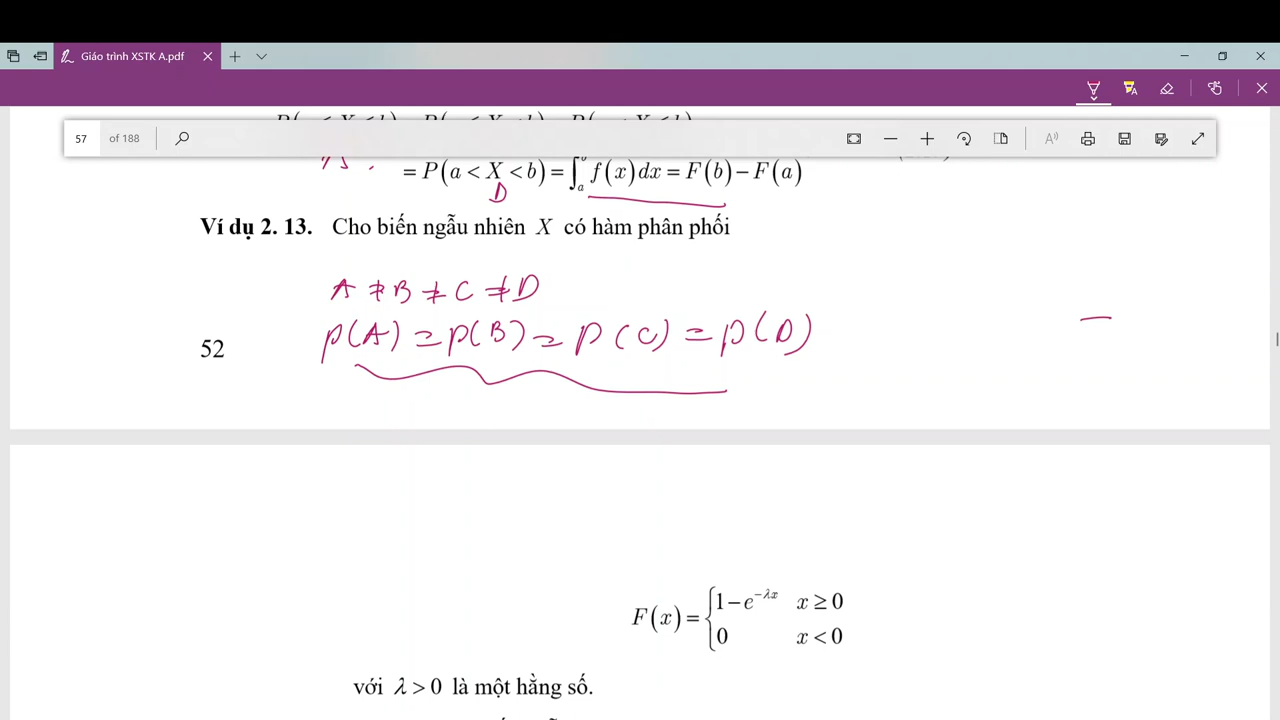 Giáo trình XSTK A.pdf
57 of 188
= P(a < X < b) = ∫ₐᵇ f(x)dx = F(b) − F(a)
D
Ví dụ 2. 13. Cho biến ngẫu nhiên X có hàm phân phối
A ≠ B ≠ C ≠ D
P(A) = P(B) = P(C) = P(D)
52
F(x) = { 1 − e^{−λx} x ≥ 0
0 x < 0
với λ > 0 là một hằng số.